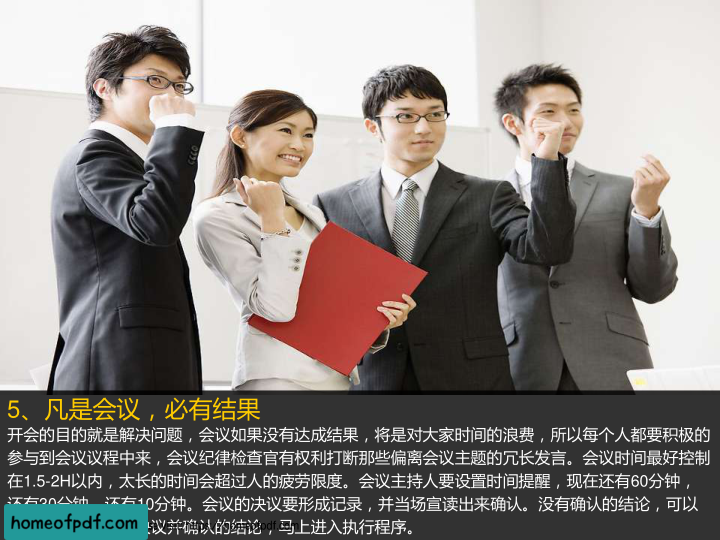 5、凡是会议，必有结果
开会的目的就是解决问题，会议如果没有达成结果，将是对大家时间的浪费，所以每个人都要积极的
参与到会议议程中来，会议纪律检查官有权利打断那些偏离会议主题的冗长发言。会议时间最好控制
在1.5-2H以内，太长的时间会超过人的疲劳限度。会议主持人要设置时间提醒，现在还有60分钟，
还有30分钟，还有10分钟。会议的决议要形成记录，并当场宣读出来确认。没有确认的结论，可以
议并确认的结论，马上进入执行程序。
homeofpdf.com